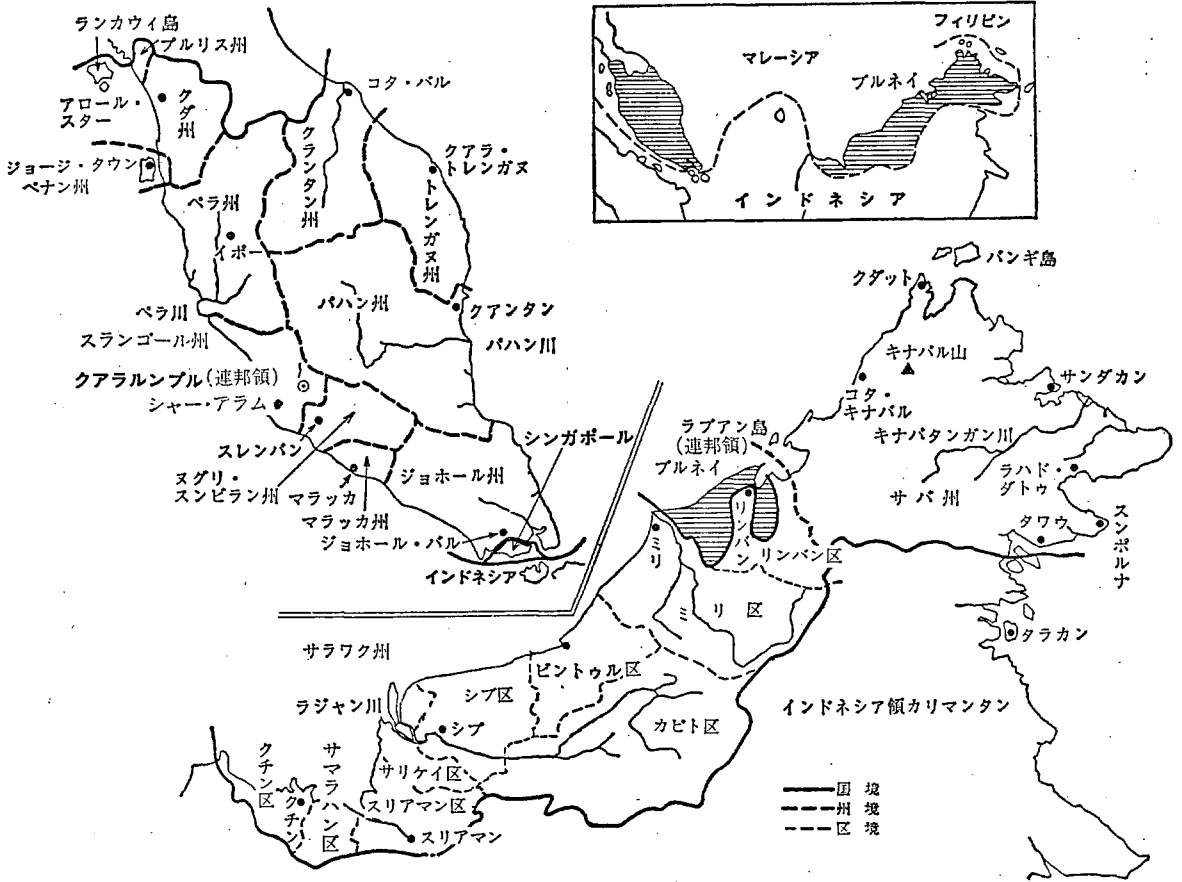 ランカウィ島
プルリス州
アロール・
スター
クダ州
コタ・バル
ジョージ・タウン
ペナン州
クランタン州
クアラ・
トレンガヌ
トレンガヌ州
ペラ州
イポー
ペラ川
スランゴール州
パハン州
クアンタン
パハン川
クアラルンプル(連邦領)
シャー・アラム
スレンバン
ヌグリ・
スンビラン州
マラッカ
マラッカ州
ジョホール州
ジョホール・バル
シンガポール
インドネシア
フィリピン
マレーシア
ブルネイ
インドネシア
バンギ島
クダット
キナバル山
サンダカン
コタ・
キナバル
キナバタンガン川
ラハド・
ダトゥ
サバ州
タワウ
スンポルナ
ラブアン島
(連邦領)
ブルネイ
リンバン
リンバン区
ミリ
ミリ区
タラカン
サラワク州
ビントゥル区
シブ区
ラジャン川
シブ
カピト区
インドネシア領カリマンタン
サリケイ区
スリアマン区
スリアマン
クチン区
クチン
サマラハン区
国境
州境
区境